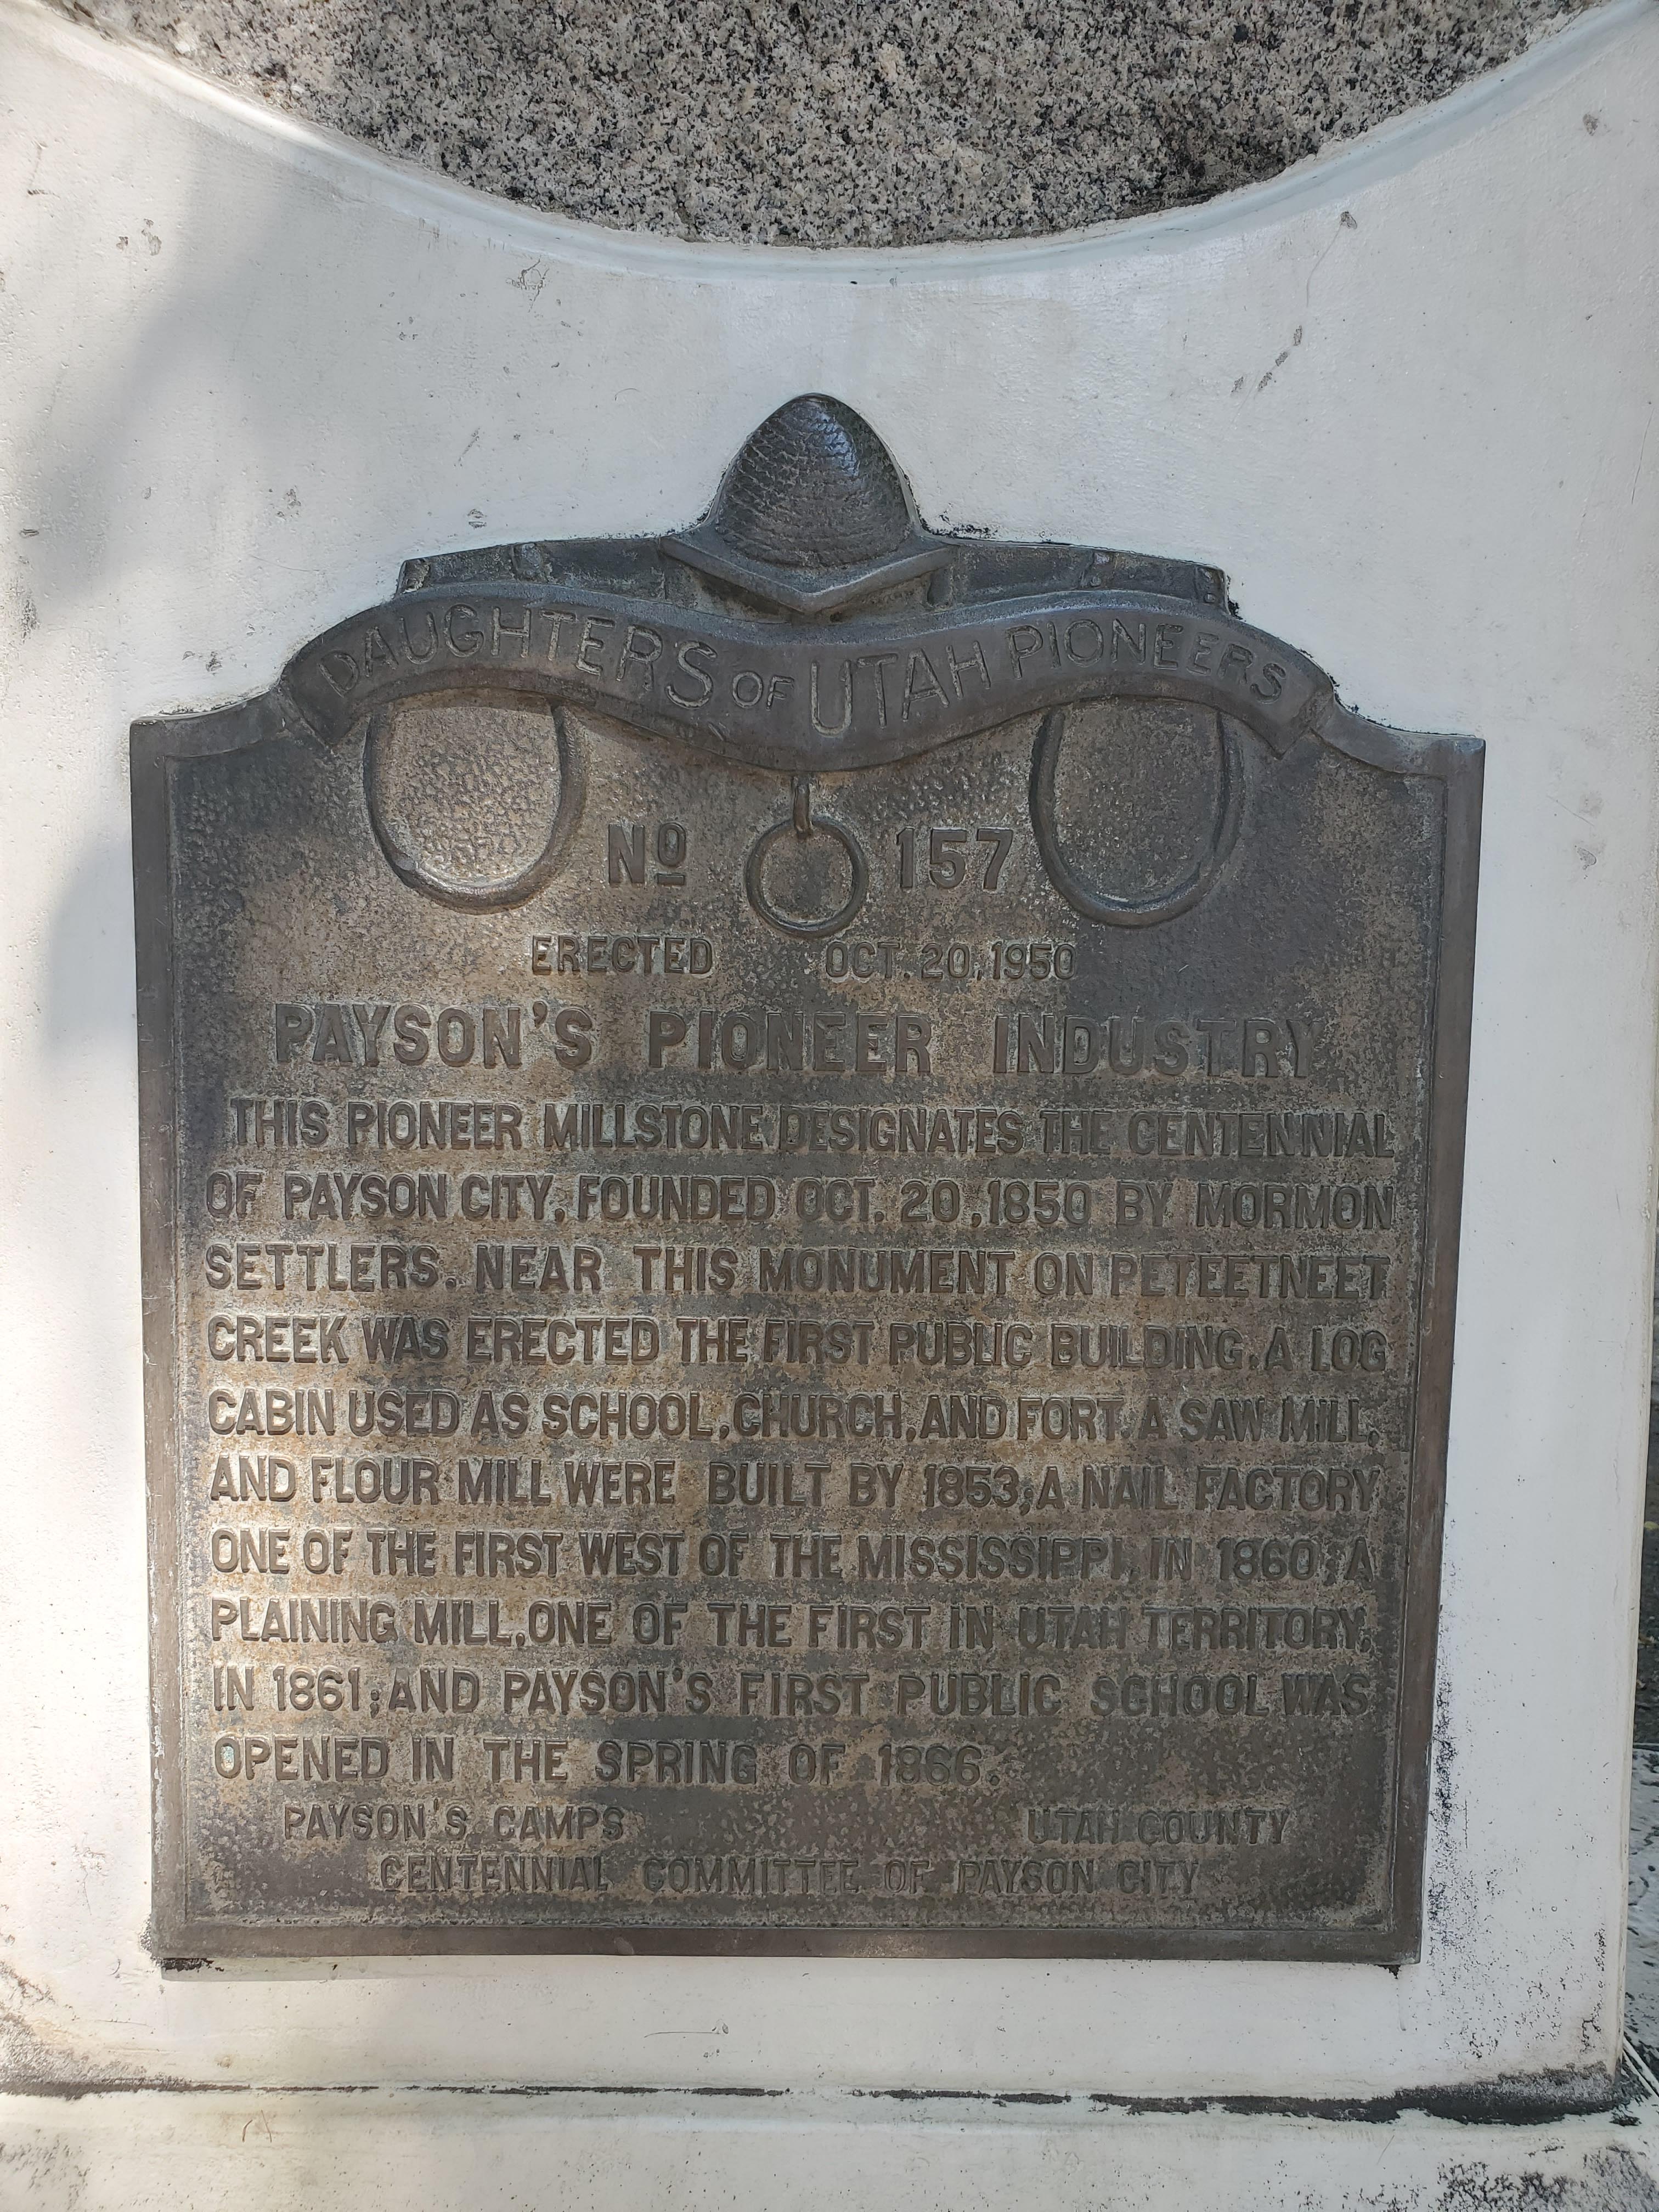 DAUGHTERS OF UTAH PIONEERS
Nº 157
ERECTED OCT. 20, 1950
PAYSON'S PIONEER INDUSTRY
THIS PIONEER MILLSTONE DESIGNATES THE CENTENNIAL
OF PAYSON CITY, FOUNDED OCT. 20, 1850 BY MORMON
SETTLERS. NEAR THIS MONUMENT ON PETEETNEET
CREEK WAS ERECTED THE FIRST PUBLIC BUILDING, A LOG
CABIN USED AS SCHOOL, CHURCH, AND FORT. A SAW MILL,
AND FLOUR MILL WERE BUILT BY 1853; A NAIL FACTORY
ONE OF THE FIRST WEST OF THE MISSISSIPPI, IN 1860; A
PLAINING MILL, ONE OF THE FIRST IN UTAH TERRITORY,
IN 1861; AND PAYSON'S FIRST PUBLIC SCHOOL WAS
OPENED IN THE SPRING OF 1866.
PAYSON'S CAMPS UTAH COUNTY
CENTENNIAL COMMITTEE OF PAYSON CITY